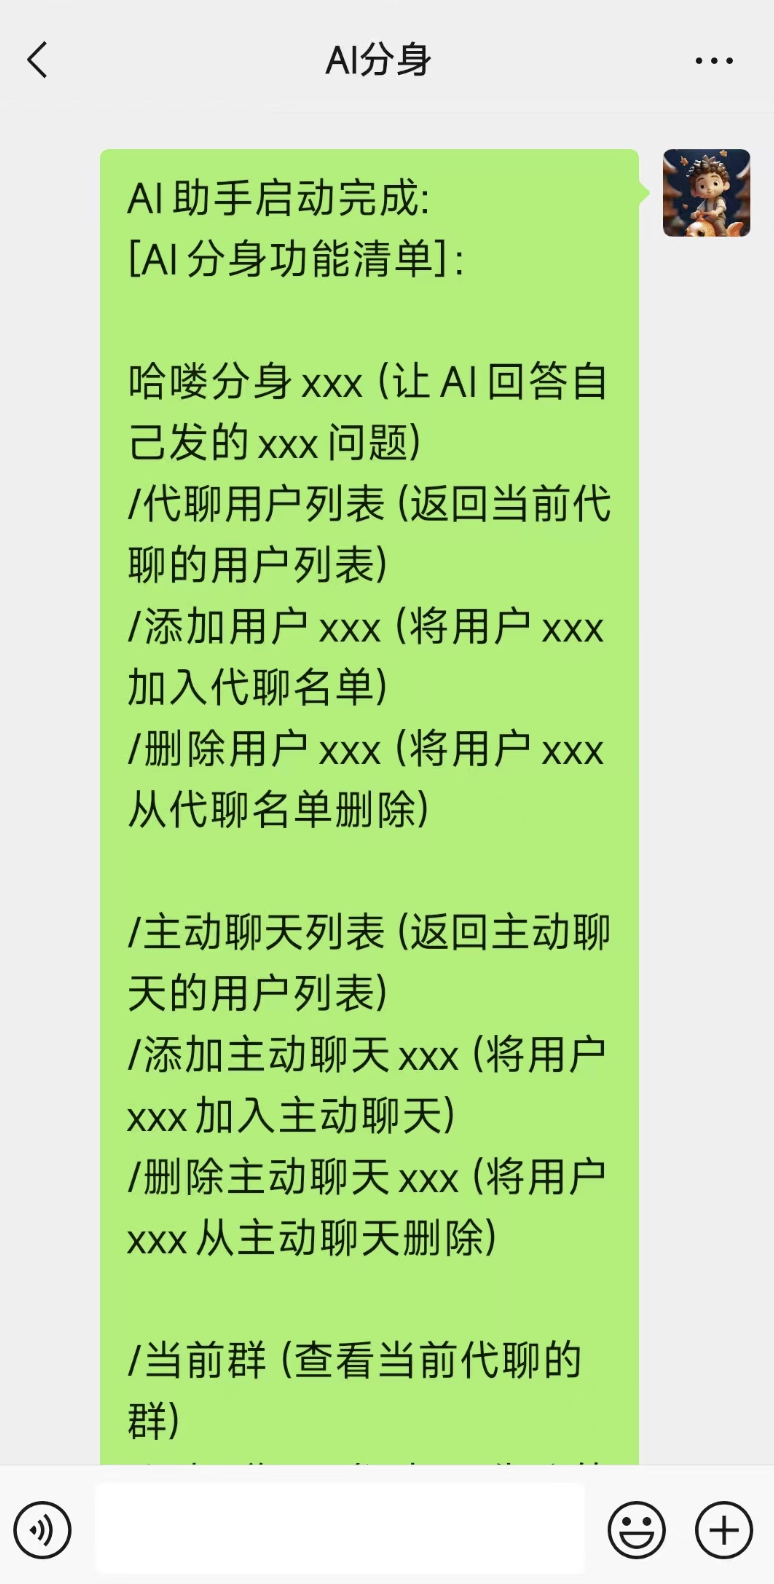 AI分身
AI 助手启动完成:
[AI 分身功能清单]:
哈喽分身 xxx (让 AI 回答自
己发的 xxx 问题)
/代聊用户列表 (返回当前代
聊的用户列表)
/添加用户 xxx (将用户 xxx
加入代聊名单)
/删除用户 xxx (将用户 xxx
从代聊名单删除)
/主动聊天列表 (返回主动聊
天的用户列表)
/添加主动聊天 xxx (将用户
xxx 加入主动聊天)
/删除主动聊天 xxx (将用户
xxx 从主动聊天删除)
/当前群 (查看当前代聊的
群)